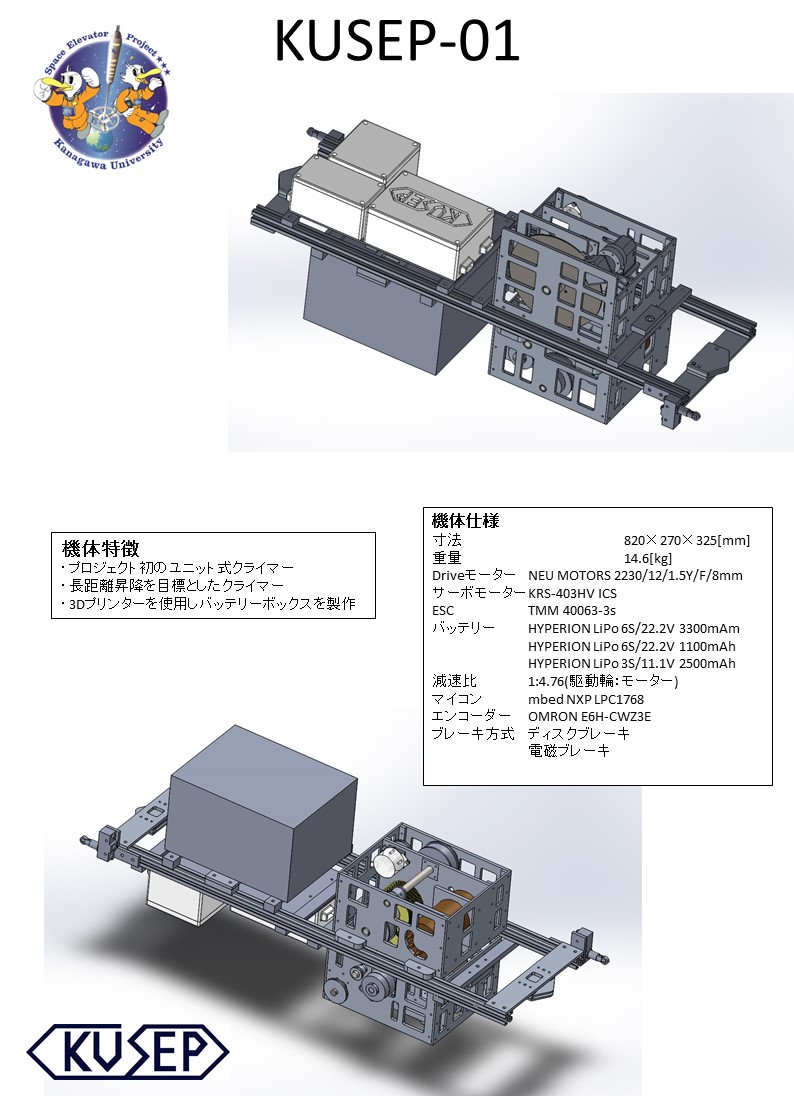 KUSEP-01
Space Elevator Project
Kanagawa University
KUSEP
機体特徴
・プロジェクト初のユニット式クライマー
・長距離昇降を目標としたクライマー
・3Dプリンターを使用しバッテリーボックスを製作
機体仕様
寸法 820×270×325[mm]
重量 14.6[kg]
Driveモーター NEU MOTORS 2230/12/1.5Y/F/8mm
サーボモーター KRS-403HV ICS
ESC TMM 40063-3s
バッテリー HYPERION LiPo 6S/22.2V 3300mAm
HYPERION LiPo 6S/22.2V 1100mAh
HYPERION LiPo 3S/11.1V 2500mAh
減速比 1:4.76(駆動輪:モーター)
マイコン mbed NXP LPC1768
エンコーダー OMRON E6H-CWZ3E
ブレーキ方式 ディスクブレーキ
電磁ブレーキ
KUSEP